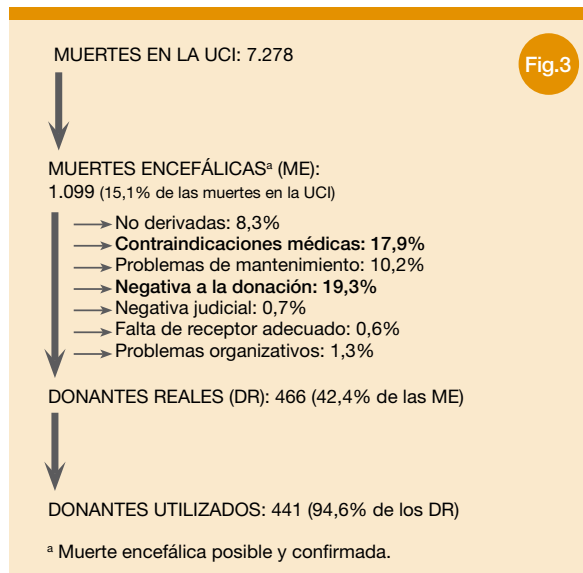 MUERTES EN LA UCI: 7.278
Fig.3
MUERTES ENCEFÁLICASª (ME):
1.099 (15,1% de las muertes en la UCI)
No derivadas: 8,3%
Contraindicaciones médicas: 17,9%
Problemas de mantenimiento: 10,2%
Negativa a la donación: 19,3%
Negativa judicial: 0,7%
Falta de receptor adecuado: 0,6%
Problemas organizativos: 1,3%
DONANTES REALES (DR): 466 (42,4% de las ME)
DONANTES UTILIZADOS: 441 (94,6% de los DR)
ª Muerte encefálica posible y confirmada.